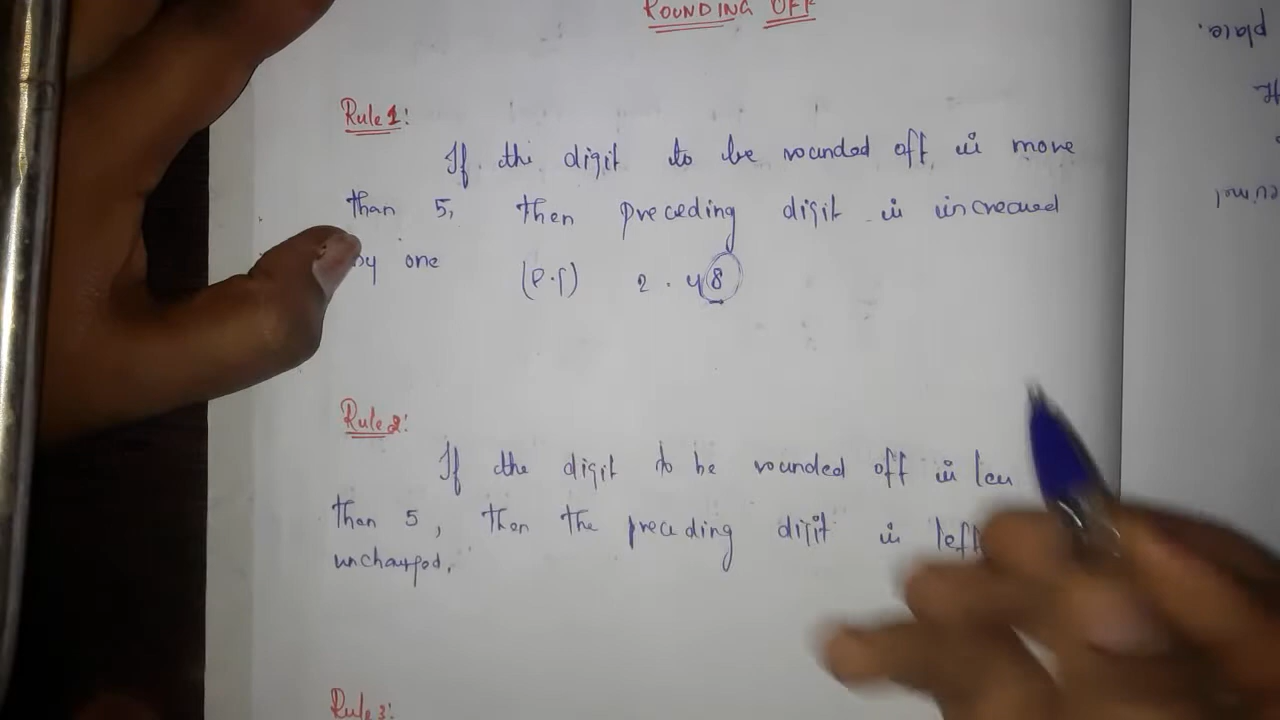 ROUNDING OFF
Rule 1:
If the digit to be rounded off is more
than 5, then preceding digit is increased
by one (e.g) 2.48
Rule 2:
If the digit to be rounded off is less
than 5, then the preceding digit is left
unchanged.
Rule 3:
place.